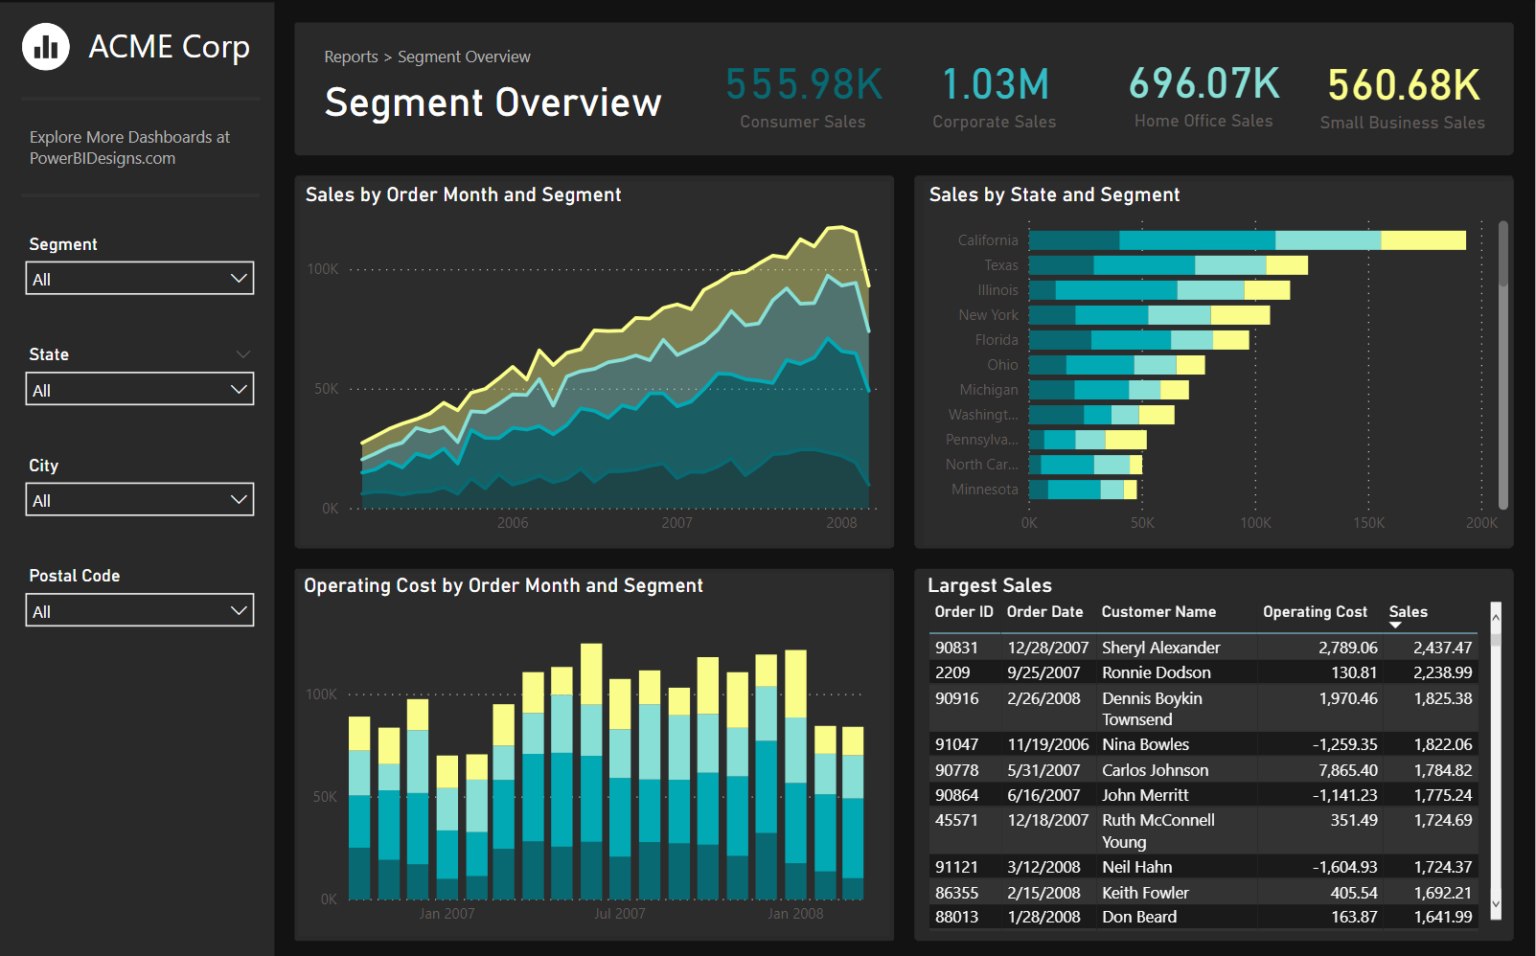 ACME Corp
Explore More Dashboards at
PowerBIDesigns.com
Segment
All
State
All
City
All
Postal Code
All
Reports > Segment Overview
Segment Overview
555.98K
Consumer Sales
1.03M
Corporate Sales
696.07K
Home Office Sales
560.68K
Small Business Sales
Sales by Order Month and Segment
100K
50K
0K
2006 2007 2008
Sales by State and Segment
California
Texas
Illinois
New York
Florida
Ohio
Michigan
Washingt...
Pennsylva...
North Car...
Minnesota
0K 50K 100K 150K 200K
Operating Cost by Order Month and Segment
100K
50K
0K
Jan 2007 Jul 2007 Jan 2008
Largest Sales
Order ID Order Date Customer Name Operating Cost Sales
90831 12/28/2007 Sheryl Alexander 2,789.06 2,437.47
2209 9/25/2007 Ronnie Dodson 130.81 2,238.99
90916 2/26/2008 Dennis Boykin 1,970.46 1,825.38
Townsend
91047 11/19/2006 Nina Bowles -1,259.35 1,822.06
90778 5/31/2007 Carlos Johnson 7,865.40 1,784.82
90864 6/16/2007 John Merritt -1,141.23 1,775.24
45571 12/18/2007 Ruth McConnell 351.49 1,724.69
Young
91121 3/12/2008 Neil Hahn -1,604.93 1,724.37
86355 2/15/2008 Keith Fowler 405.54 1,692.21
88013 1/28/2008 Don Beard 163.87 1,641.99